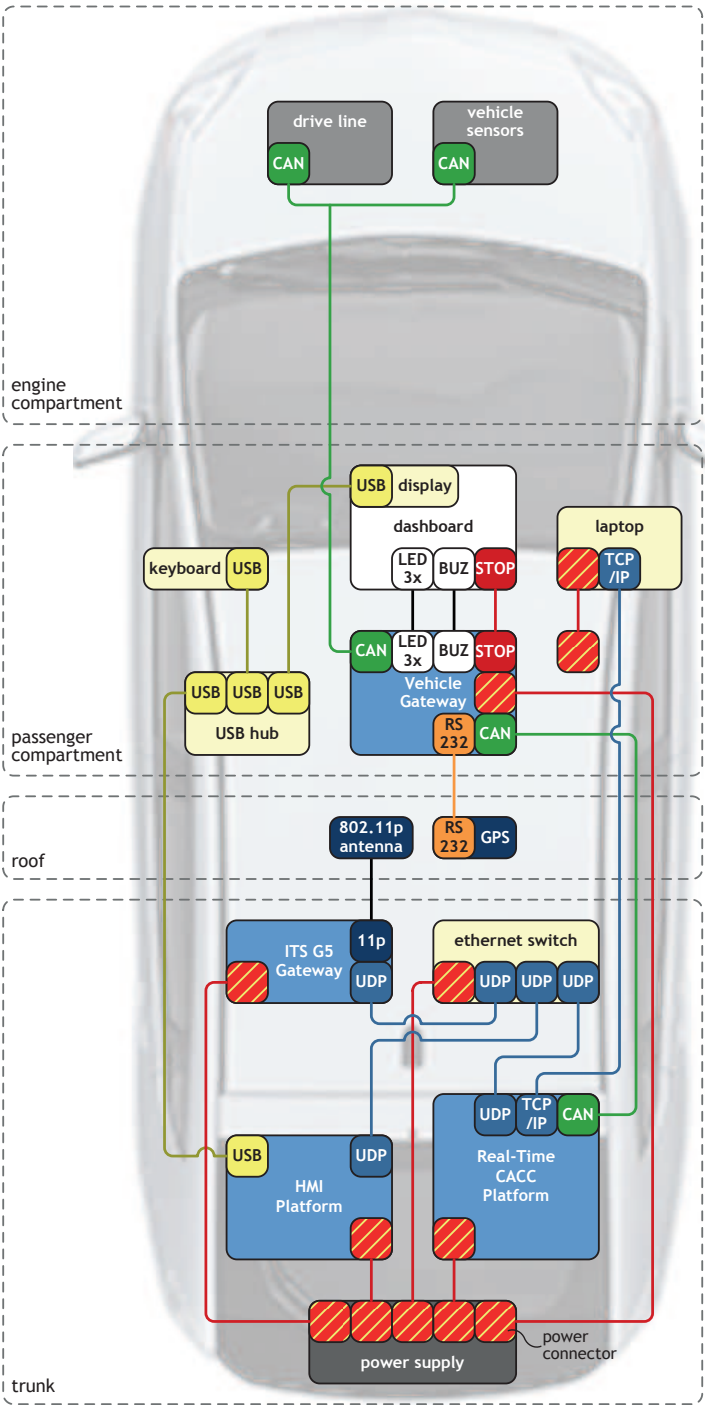 drive line
CAN
vehicle
sensors
CAN
engine
compartment
USB
display
dashboard
LED
3x
BUZ
STOP
laptop
TCP
/IP
keyboard
USB
CAN
LED
3x
BUZ
STOP
Vehicle
Gateway
RS
232
CAN
USB
USB
USB
USB hub
passenger
compartment
802.11p
antenna
RS
232
GPS
roof
ITS G5
Gateway
11p
UDP
ethernet switch
UDP
UDP
UDP
USB
UDP
HMI
Platform
UDP
TCP
/IP
CAN
Real-Time
CACC
Platform
power supply
power
connector
trunk